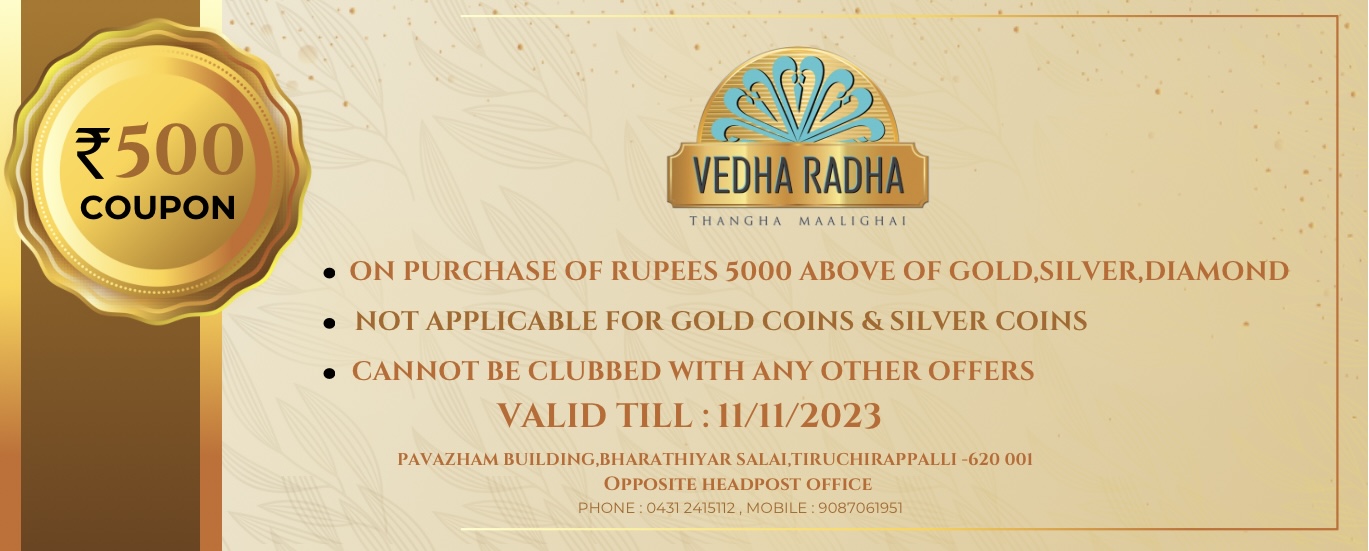 ₹500
COUPON
VEDHA RADHA
THANGHA MAALIGHAI
• ON PURCHASE OF RUPEES 5000 ABOVE OF GOLD,SILVER,DIAMOND
• NOT APPLICABLE FOR GOLD COINS & SILVER COINS
• CANNOT BE CLUBBED WITH ANY OTHER OFFERS
VALID TILL : 11/11/2023
PAVAZHAM BUILDING,BHARATHIYAR SALAI,TIRUCHIRAPPALLI -620 001
OPPOSITE HEADPOST OFFICE
PHONE : 0431 2415112 , MOBILE : 9087061951